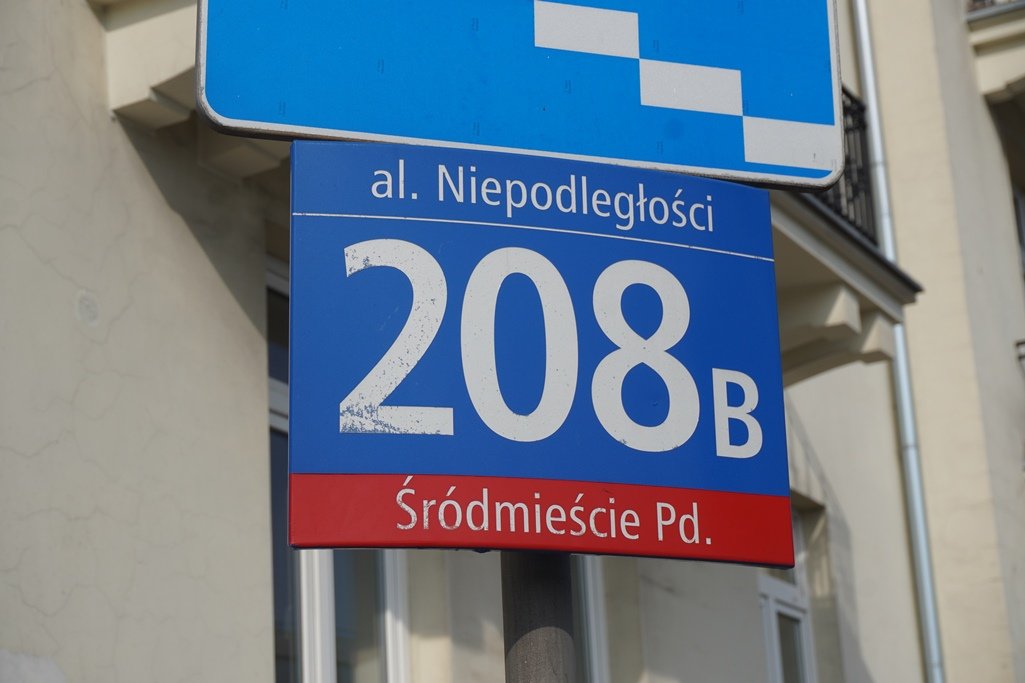 al. Niepodległości
208B
Śródmieście Pd.